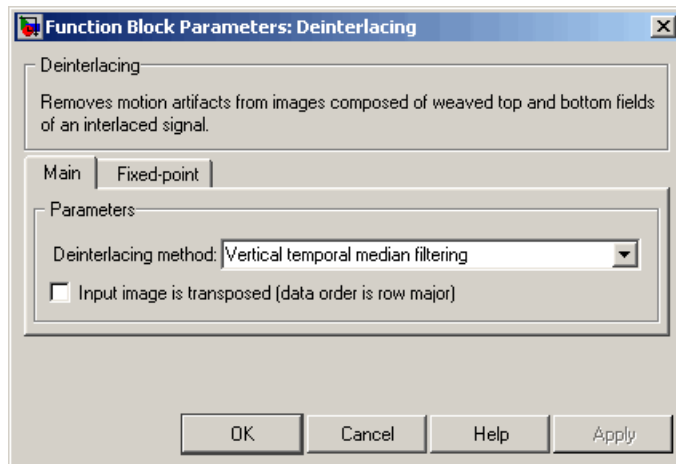 Function Block Parameters: Deinterlacing
Deinterlacing
Removes motion artifacts from images composed of weaved top and bottom fields
of an interlaced signal.
Main Fixed-point
Parameters
Deinterlacing method: Vertical temporal median filtering
Input image is transposed (data order is row major)
OK Cancel Help Apply